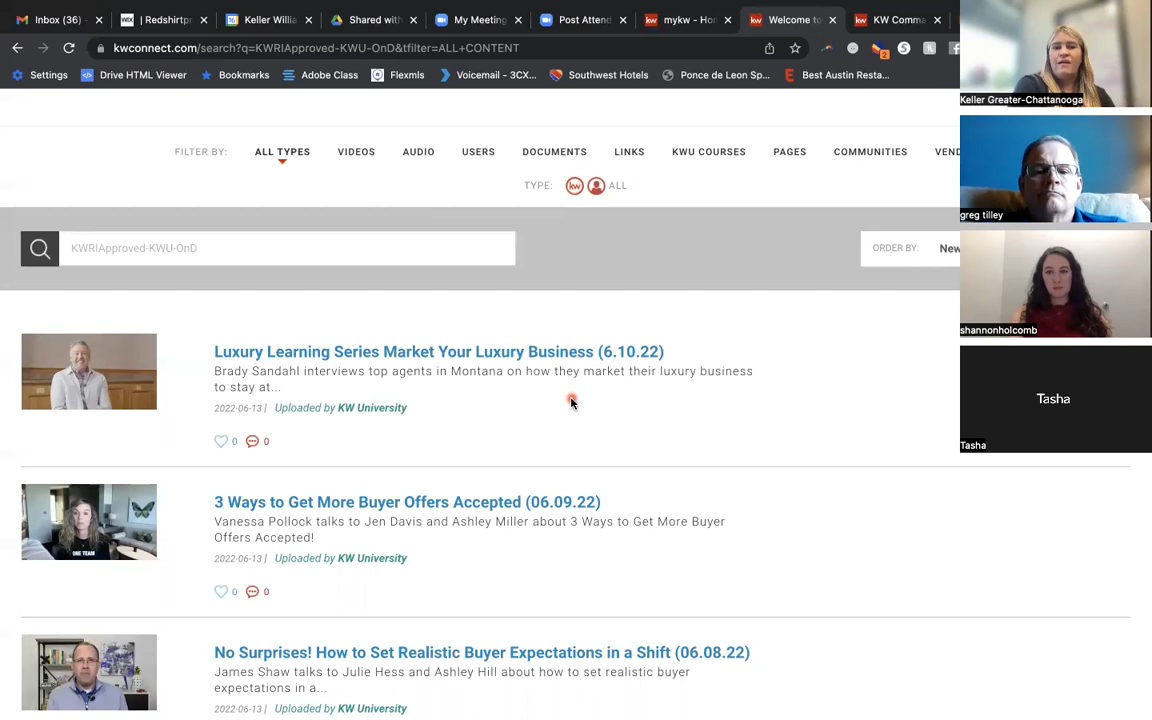 Inbox (36) -
| Redshirtpr
Keller Willia
Shared with
My Meeting
Post Attend
mykw - Ho
Welcome to
KW Comma
kwconnect.com/search?q=KWRIApproved-KWU-OnD&tfilter=ALL+CONTENT
Settings
Drive HTML Viewer
Bookmarks
Adobe Class
Flexmls
Voicemail - 3CX...
Southwest Hotels
Ponce de Leon Sp...
Best Austin Resta...
FILTER BY: ALL TYPES VIDEOS AUDIO USERS DOCUMENTS LINKS KWU COURSES PAGES COMMUNITIES VEND
TYPE: kw ALL
KWRIApproved-KWU-OnD
ORDER BY: New
Luxury Learning Series Market Your Luxury Business (6.10.22)
Brady Sandahl interviews top agents in Montana on how they market their luxury business
to stay at...
2022-06-13 | Uploaded by KW University
0 0
3 Ways to Get More Buyer Offers Accepted (06.09.22)
Vanessa Pollock talks to Jen Davis and Ashley Miller about 3 Ways to Get More Buyer
Offers Accepted!
2022-06-13 | Uploaded by KW University
0 0
No Surprises! How to Set Realistic Buyer Expectations in a Shift (06.08.22)
James Shaw talks to Julie Hess and Ashley Hill about how to set realistic buyer
expectations in a...
2022-06-13 | Uploaded by KW University
Keller Greater-Chattanooga
greg tilley
shannonholcomb
Tasha
Tasha
ONE TEAM